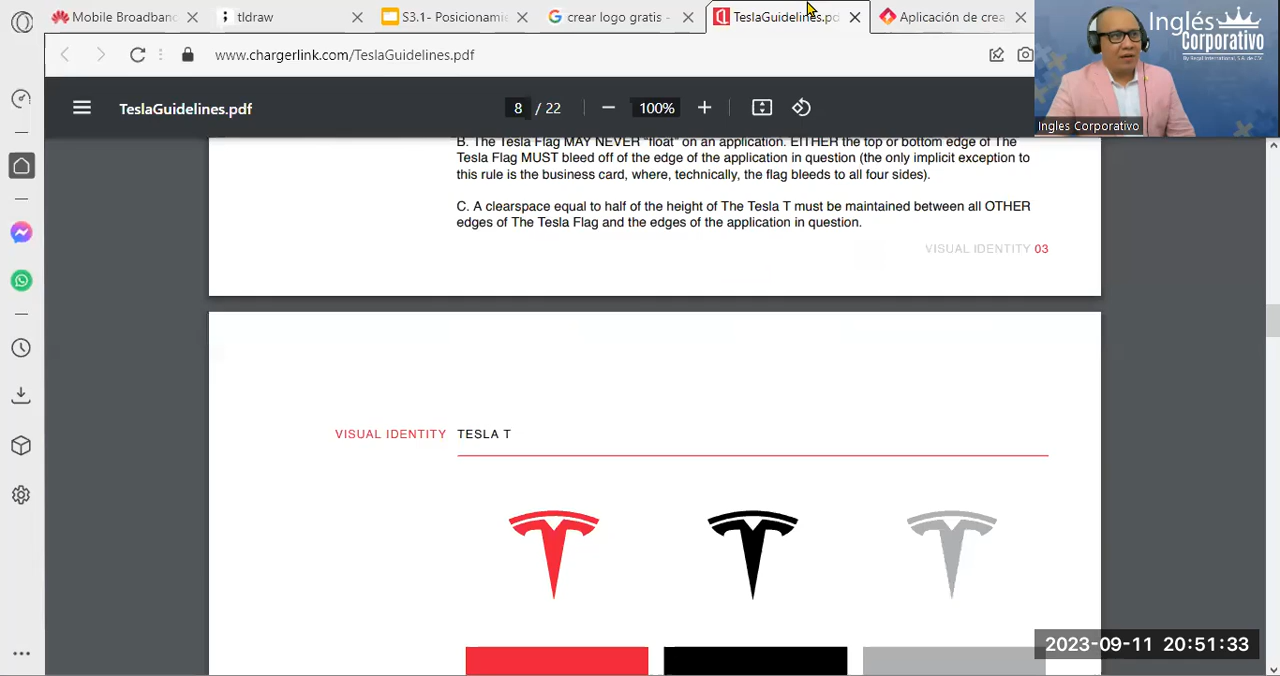 Mobile Broadban
tldraw
S3.1- Posicionami
crear logo gratis -
TeslaGuidelines.pd
Aplicación de crea
www.chargerlink.com/TeslaGuidelines.pdf
Inglés
Corporativo
By Regal International, S.A. de C.V.
Ingles Corporativo
TeslaGuidelines.pdf
8 / 22
100%
B. The Tesla Flag MAY NEVER "float" on an application. EITHER the top or bottom edge of The
Tesla Flag MUST bleed off of the edge of the application in question (the only implicit exception to
this rule is the business card, where, technically, the flag bleeds to all four sides).
C. A clearspace equal to half of the height of The Tesla T must be maintained between all OTHER
edges of The Tesla Flag and the edges of the application in question.
VISUAL IDENTITY 03
VISUAL IDENTITY TESLA T
2023-09-11 20:51:33